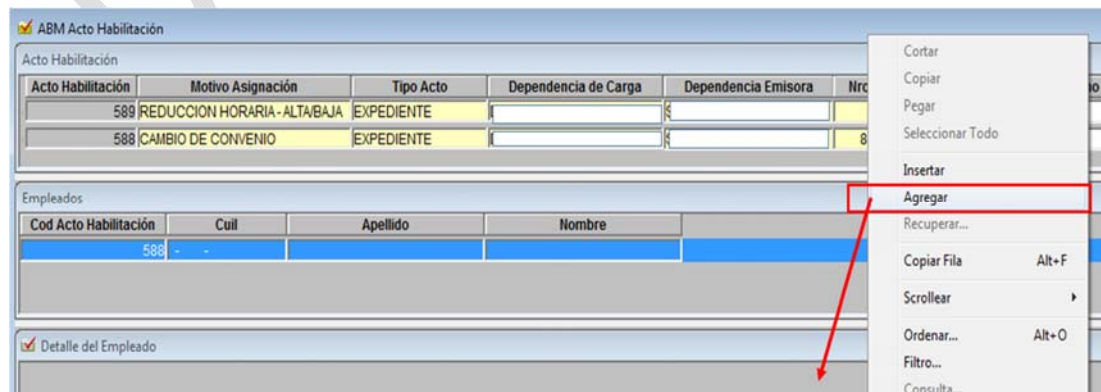 ABM Acto Habilitación
Acto Habilitación
Acto Habilitación Motivo Asignación Tipo Acto Dependencia de Carga Dependencia Emisora
589 REDUCCION HORARIA - ALTA/BAJA EXPEDIENTE
588 CAMBIO DE CONVENIO EXPEDIENTE 8
Empleados
Cod Acto Habilitación Cuil Apellido Nombre
588 - -
Detalle del Empleado
Cortar
Copiar
Pegar
Seleccionar Todo
Insertar
Agregar
Recuperar...
Copiar Fila Alt+F
Scrollear
Ordenar... Alt+O
Filtro...
Consulta...